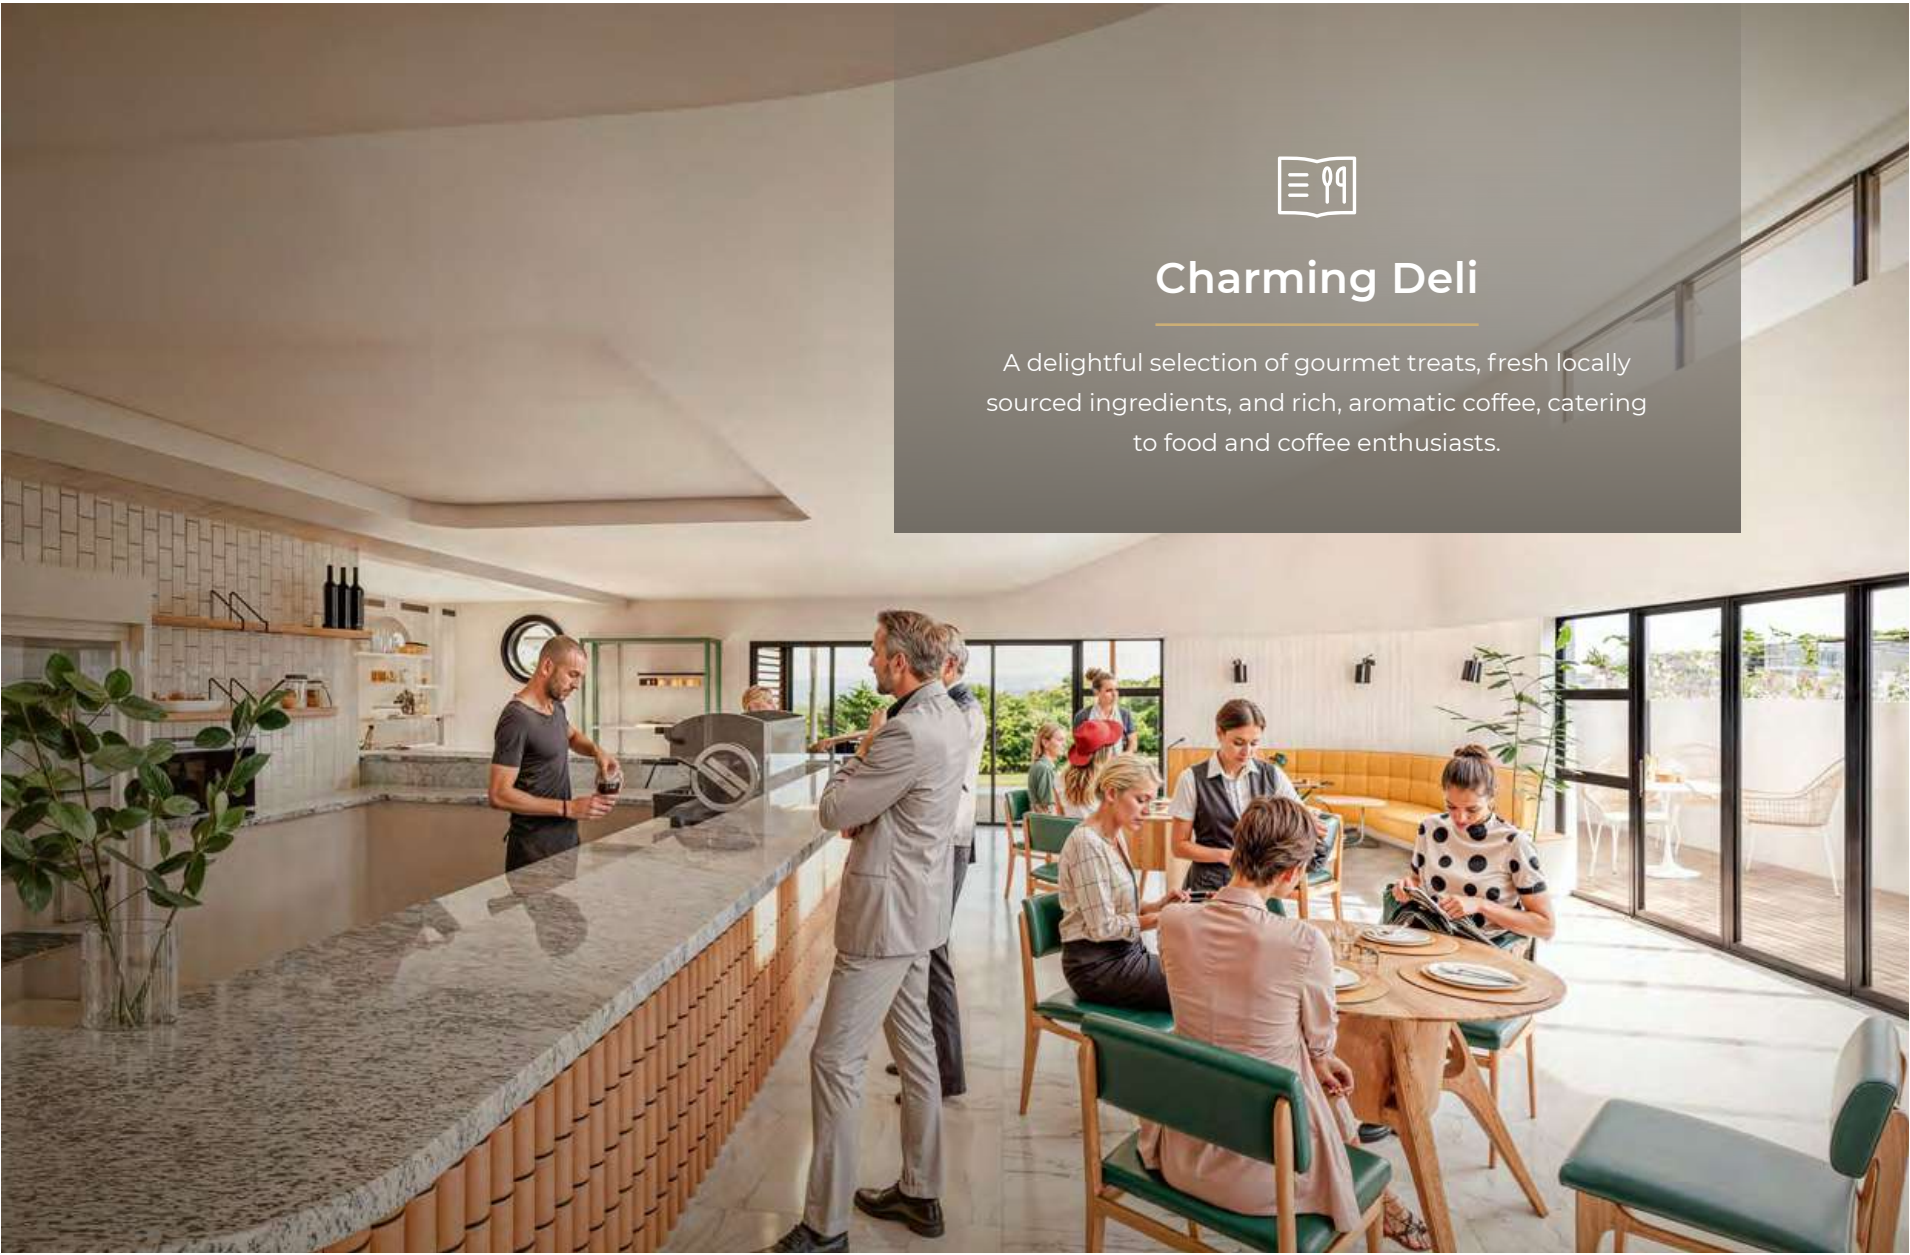 Charming Deli
A delightful selection of gourmet treats, fresh locally
sourced ingredients, and rich, aromatic coffee, catering
to food and coffee enthusiasts.